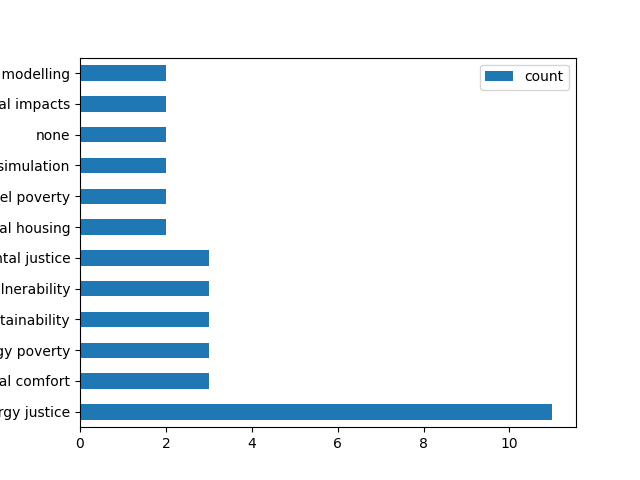 modelling
count
al impacts
none
simulation
el poverty
al housing
ntal justice
lnerability
tainability
gy poverty
al comfort
rgy justice
0 2 4 6 8 10